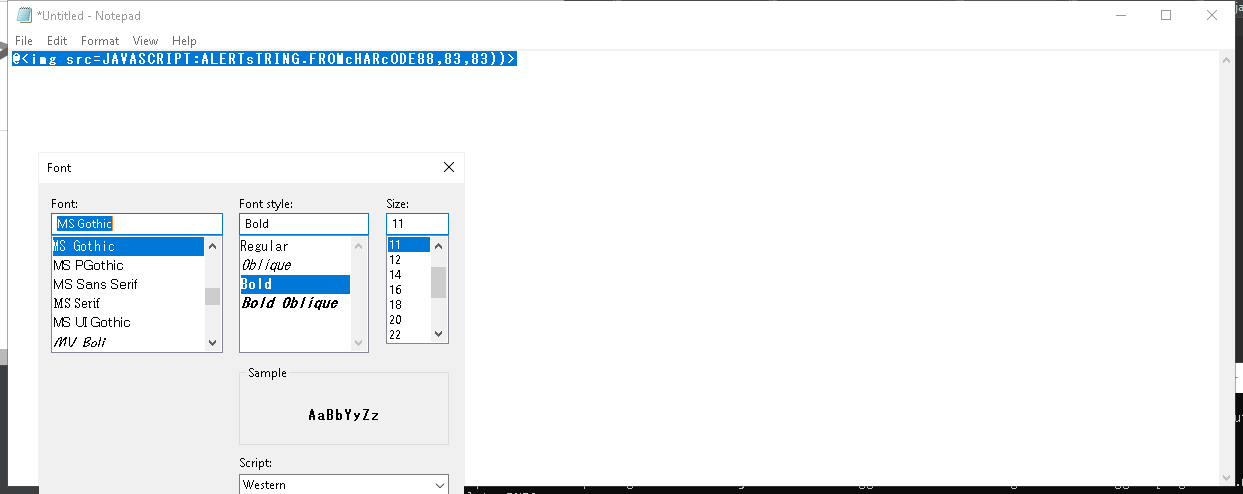 *Untitled - Notepad
File Edit Format View Help
@<img src=JAVASCRIPT:ALERTsTRING.FROMcHARcODE88,83,83))>
Font
Font: Font style: Size:
MS Gothic Bold 11
MS Gothic Regular 11
MS PGothic Oblique 12
MS Sans Serif Bold 14
MS Serif Bold Oblique 16
MS UI Gothic 18
MV Boli 20
22
Sample
AaBbYyZz
Script:
Western